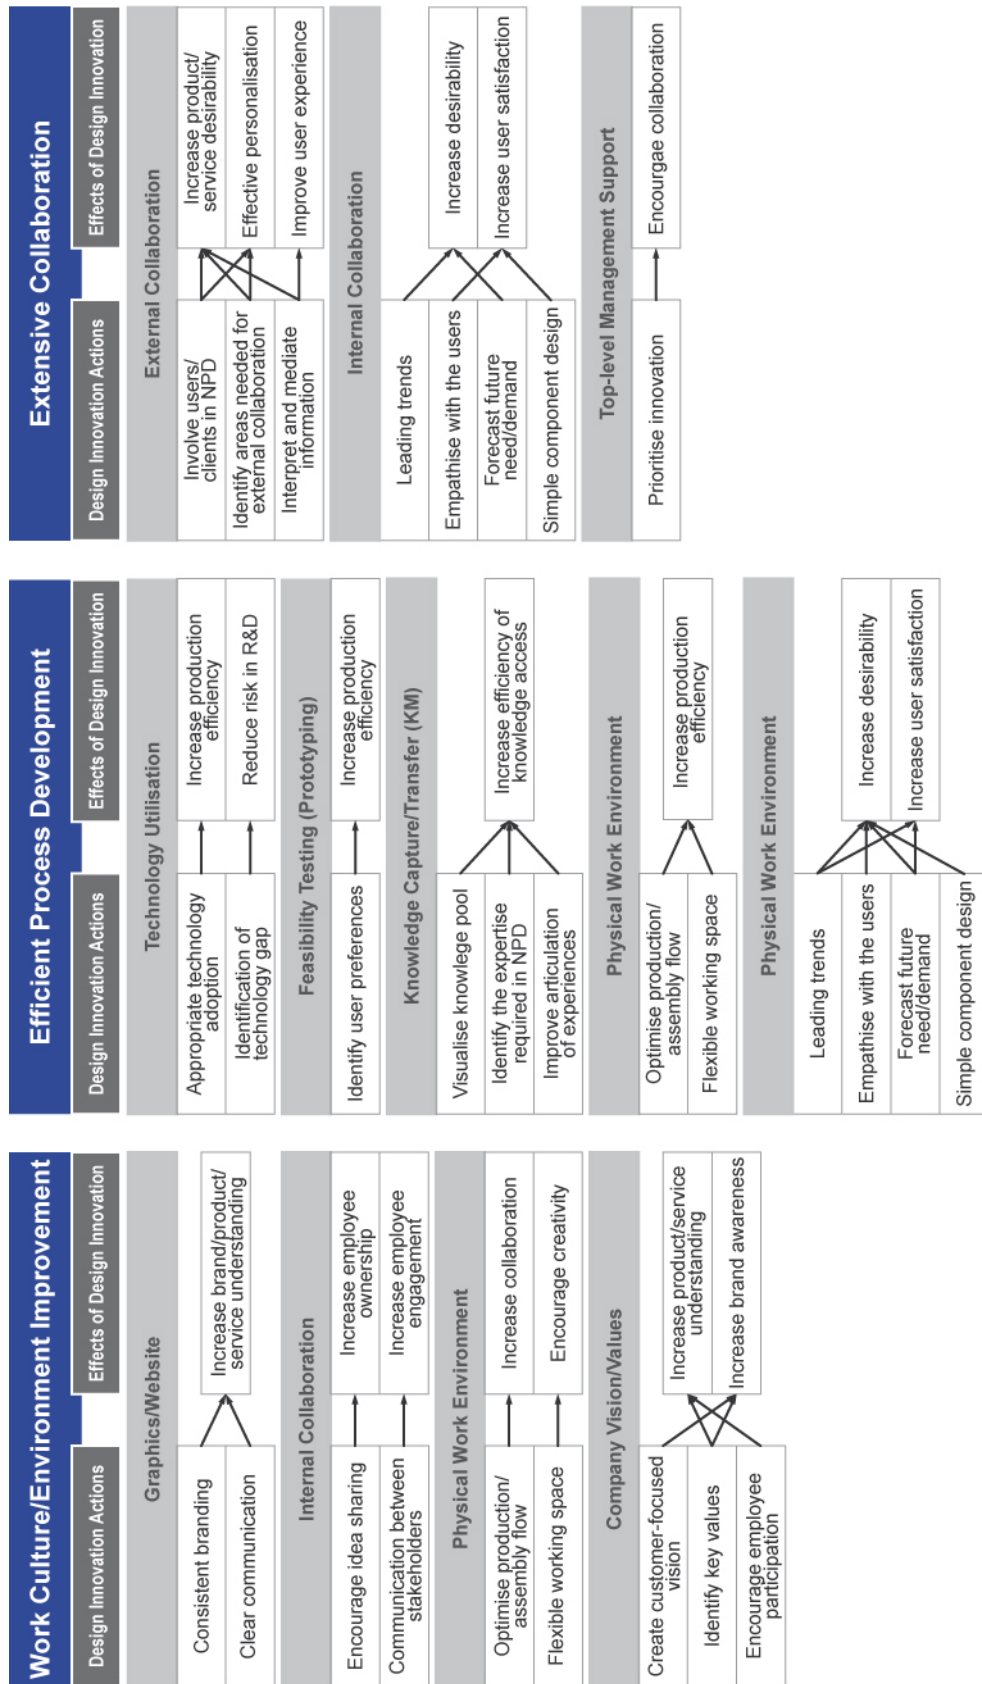 Work Culture/Environment Improvement
Design Innovation Actions
Effects of Design Innovation
Graphics/Website
Consistent branding
Clear communication
Increase brand/product/
service understanding
Internal Collaboration
Encourage idea sharing
Communication between
stakeholders
Increase employee
ownership
Increase employee
engagement
Physical Work Environment
Optimise production/
assembly flow
Flexible working space
Increase collaboration
Encourage creativity
Company Vision/Values
Create customer-focused
vision
Identify key values
Encourage employee
participation
Increase product/service
understanding
Increase brand awareness
Efficient Process Development
Design Innovation Actions
Effects of Design Innovation
Technology Utilisation
Appropriate technology
adoption
Identification of
technology gap
Increase production
efficiency
Reduce risk in R&D
Feasibility Testing (Prototyping)
Identify user preferences
Increase production
efficiency
Knowledge Capture/Transfer (KM)
Visualise knowlege pool
Identify the expertise
required in NPD
Improve articulation
of experiences
Increase efficiency of
knowledge access
Physical Work Environment
Optimise production/
assembly flow
Flexible working space
Increase production
efficiency
Physical Work Environment
Leading trends
Empathise with the users
Forecast future
need/demand
Simple component design
Increase desirability
Increase user satisfaction
Extensive Collaboration
Design Innovation Actions
Effects of Design Innovation
External Collaboration
Involve users/
clients in NPD
Identify areas needed for
external collaboration
Interpret and mediate
information
Increase product/
service desirability
Effective personalisation
Improve user experience
Internal Collaboration
Leading trends
Empathise with the users
Forecast future
need/demand
Simple component design
Increase desirability
Increase user satisfaction
Top-level Management Support
Prioritise innovation
Encourgae collaboration